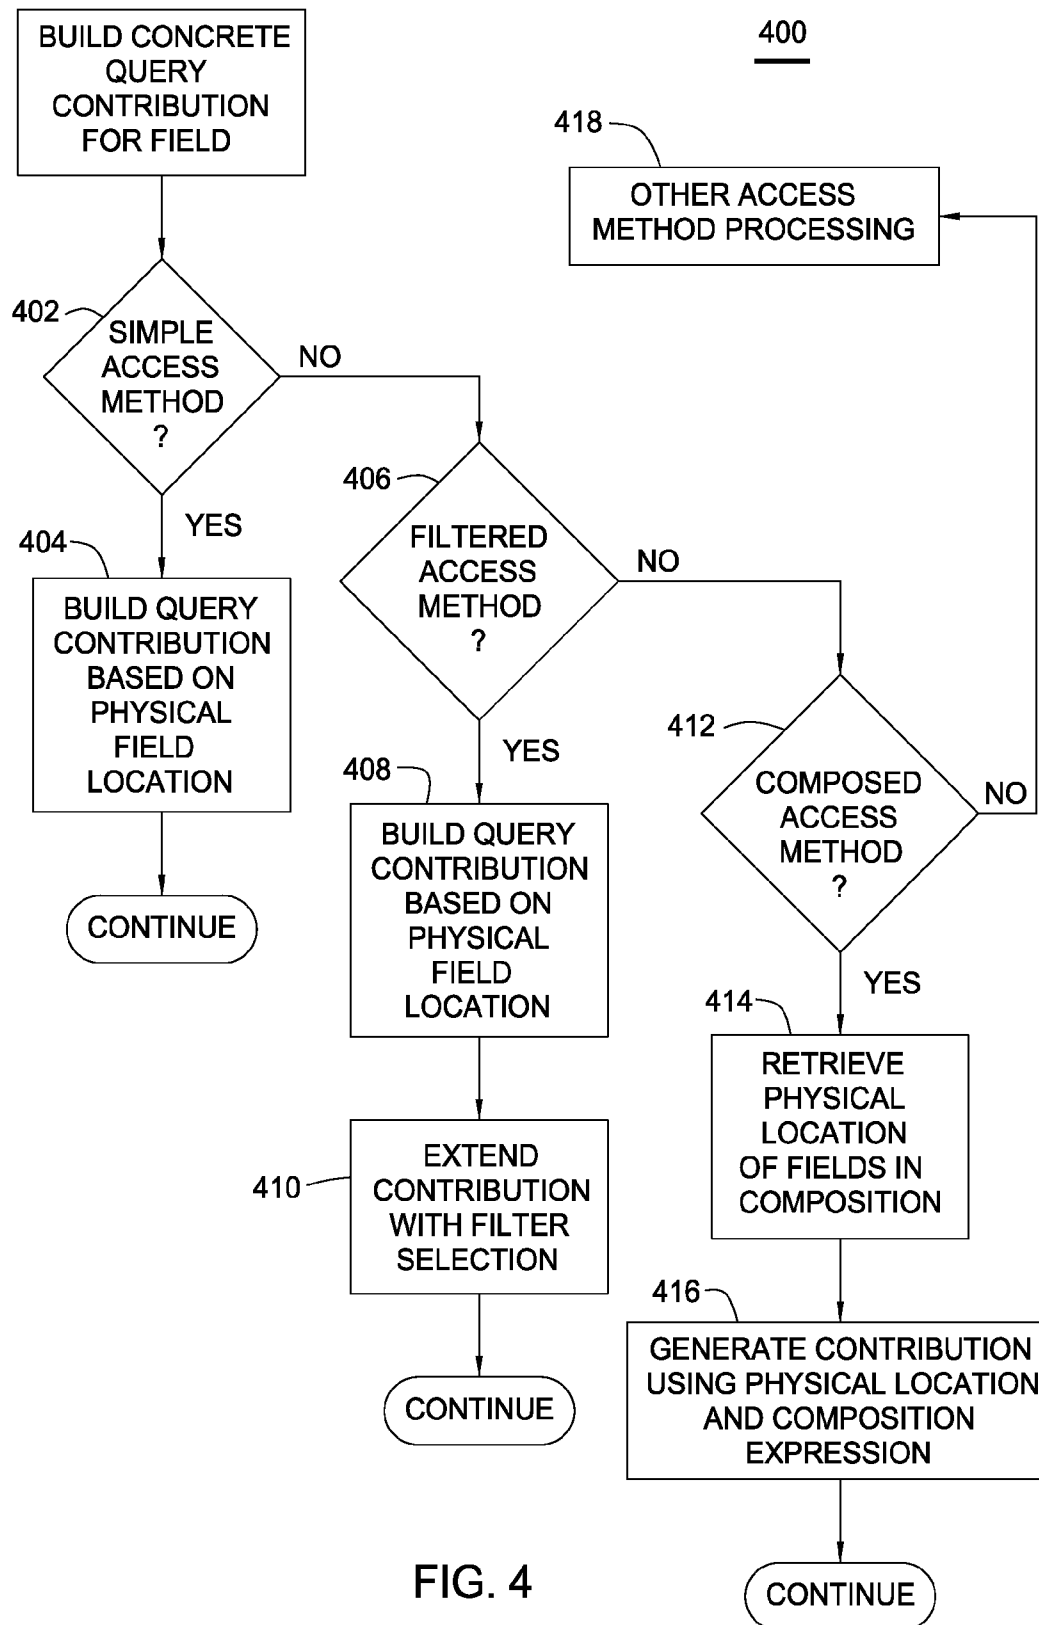 BUILD CONCRETE
QUERY
CONTRIBUTION
FOR FIELD
400
418
OTHER ACCESS
METHOD PROCESSING
402
SIMPLE
ACCESS
METHOD
?
NO
YES
404
BUILD QUERY
CONTRIBUTION
BASED ON
PHYSICAL
FIELD
LOCATION
CONTINUE
406
FILTERED
ACCESS
METHOD
?
NO
YES
408
BUILD QUERY
CONTRIBUTION
BASED ON
PHYSICAL
FIELD
LOCATION
410
EXTEND
CONTRIBUTION
WITH FILTER
SELECTION
CONTINUE
412
COMPOSED
ACCESS
METHOD
?
NO
YES
414
RETRIEVE
PHYSICAL
LOCATION
OF FIELDS IN
COMPOSITION
416
GENERATE CONTRIBUTION
USING PHYSICAL LOCATION
AND COMPOSITION
EXPRESSION
CONTINUE
FIG. 4